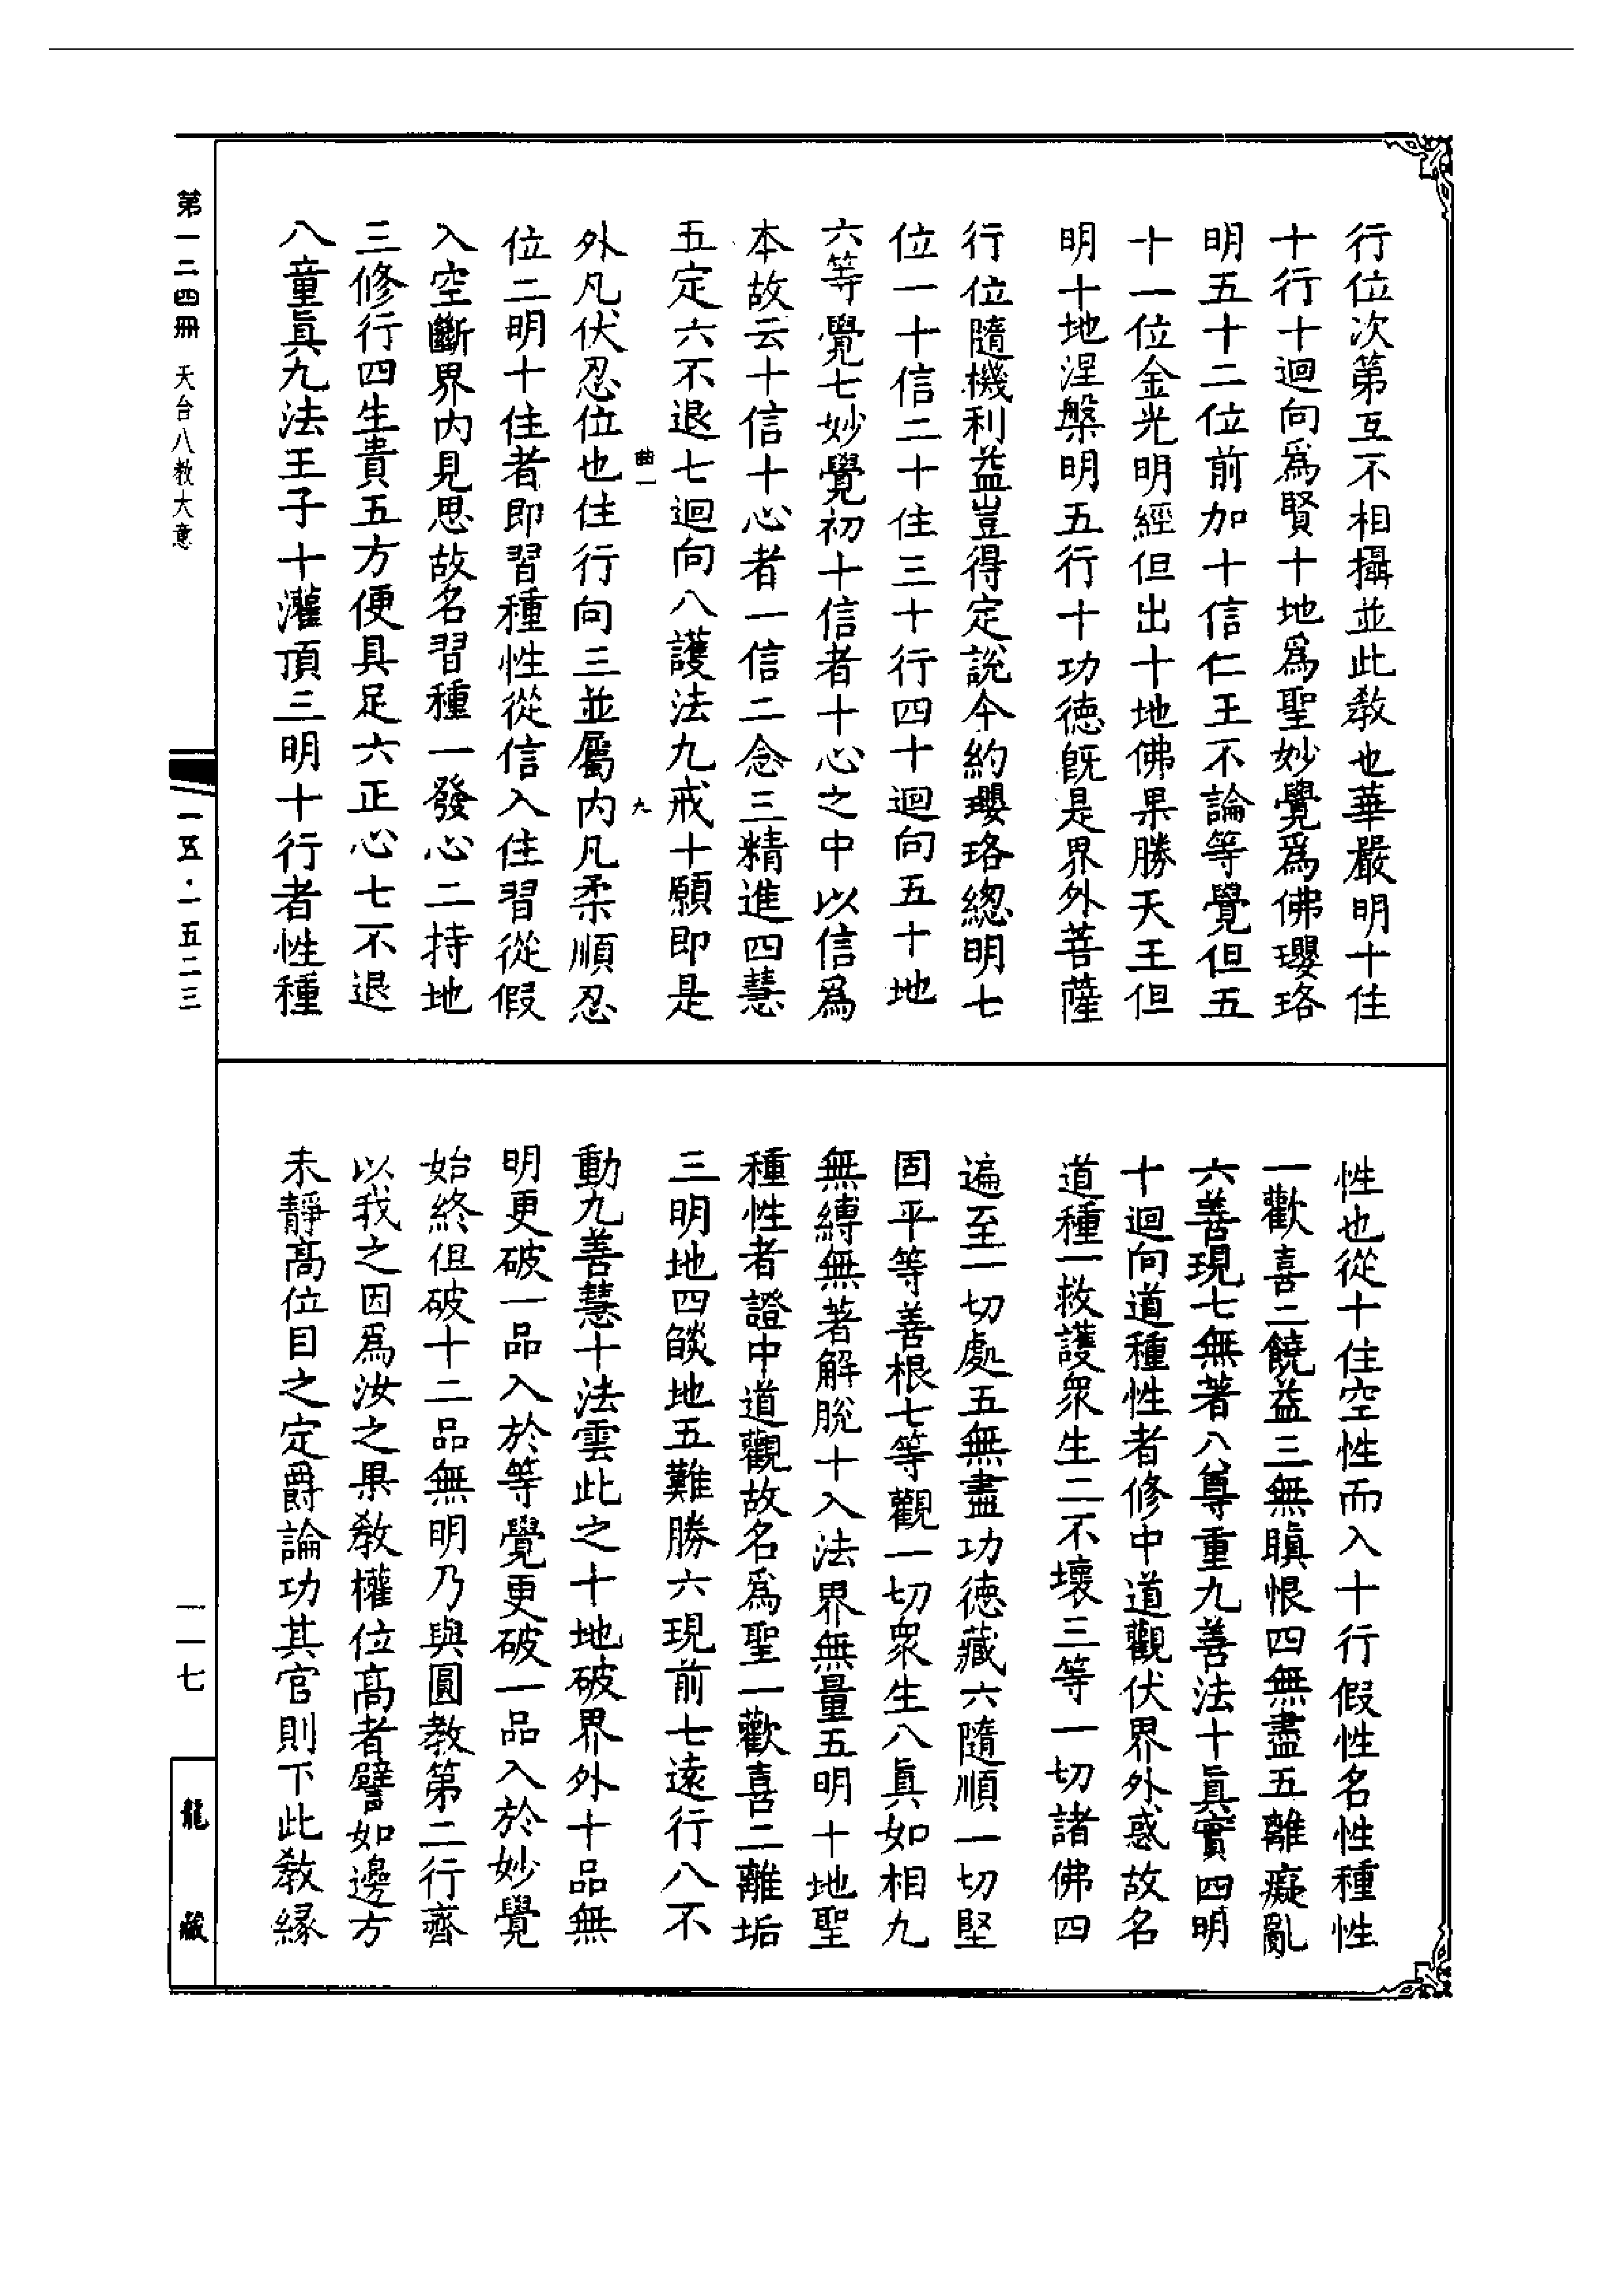 行位次第互不相攝並此教也華嚴明十住
十行十迴向爲賢十地爲聖妙覺爲佛瓔珞
明五十二位前加十信仁王不論等覺但五
十一位金光明經但出十地佛果勝天王但
明十地涅槃明五行十功德既是界外菩薩
行位隨機利益豈得定說今約瓔珞總明七
位一十信二十住三十行四十迴向五十地
六等覺七妙覺初十信者十心之中以信爲
本故云十信十心者一信二念三精進四慧
五定六不退七迴向八護法九戒十願即是
曲一 九
外凡伏忍位也住行向三並屬內凡柔順忍
位二明十住者即習種性從信入住習從假
入空斷界內見思故名習種一發心二持地
三修行四生貴五方便具足六正心七不退
八童眞九法王子十灌頂三明十行者性種
性也從十住空性而入十行假性名性種性
一歡喜二饒益三無瞋恨四無盡五離癡亂
六善現七無著八尊重九善法十眞實四明
十迴向道種性者修中道觀伏界外惑故名
道種一救護衆生二不壞三等一切諸佛四
遍至一切處五無盡功德藏六隨順一切堅
固平等善根七等觀一切衆生八眞如相九
無縛無著解脫十入法界無量五明十地聖
種性者證中道觀故名爲聖一歡喜二離垢
三明地四燄地五難勝六現前七遠行八不
動九善慧十法雲此之十地破界外十品無
明更破一品入於等覺更破一品入於妙覺
始終但破十二品無明乃與圓教第二行齊
以我之因爲汝之果教權位高者譬如邊方
未靜高位目之定爵論功其官則下此教緣
第一二四冊 天台八教大意
一五·一五二三
一一七
龍藏